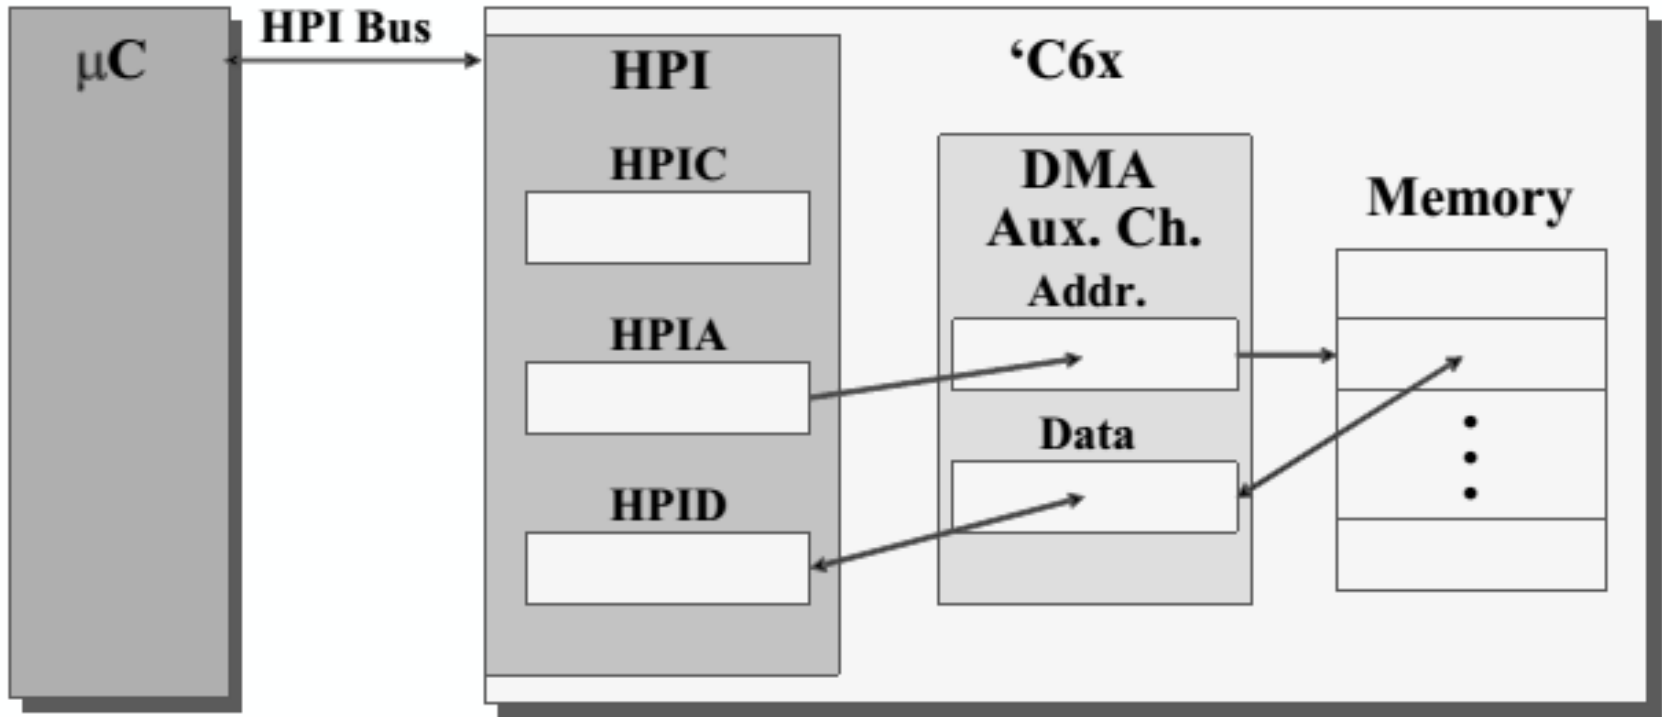 μC
HPI Bus
HPI
HPIC
HPIA
HPID
‘C6x
DMA
Aux. Ch.
Addr.
Data
Memory